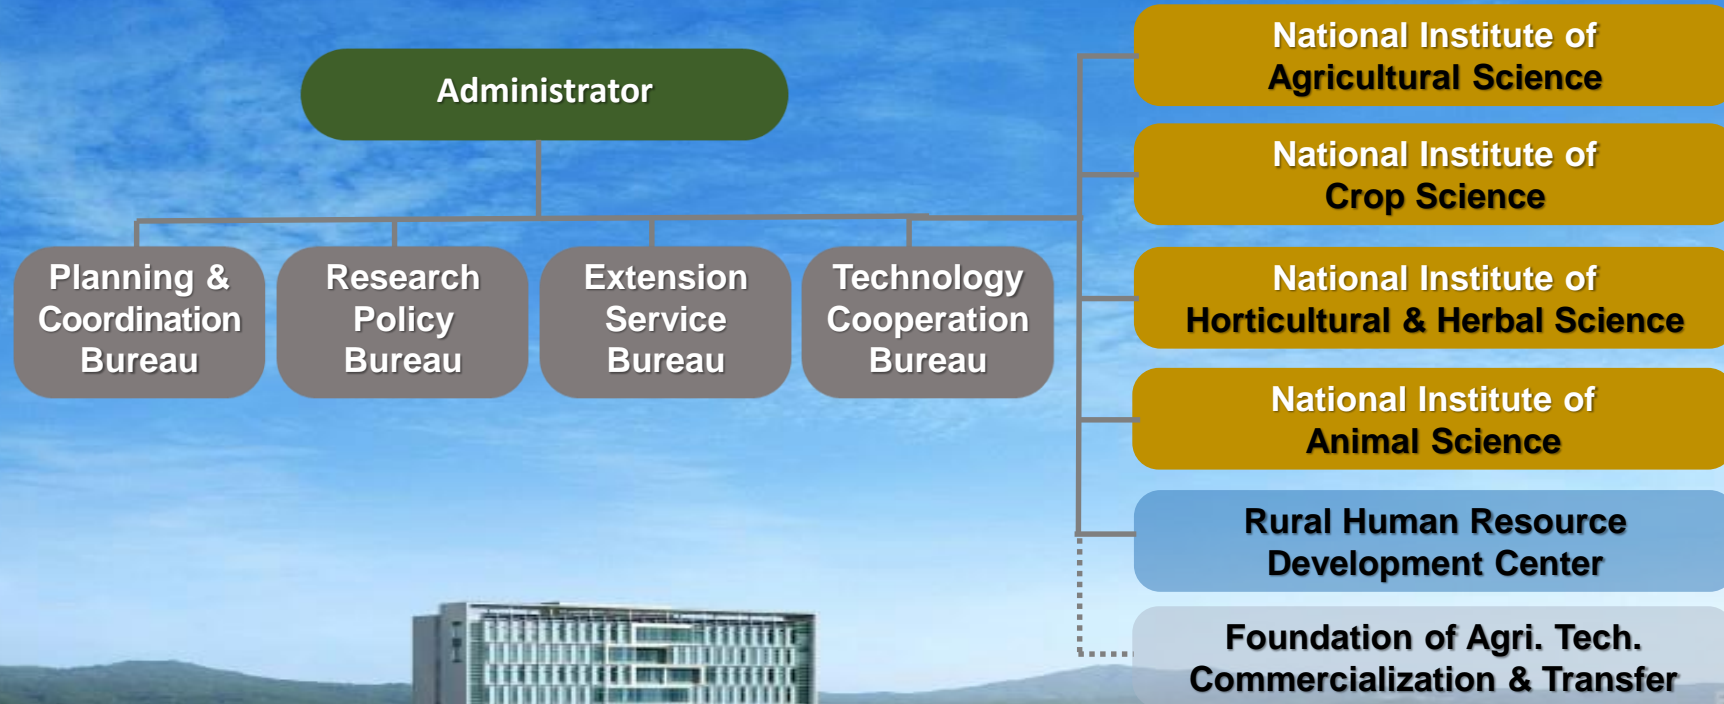 Administrator
Planning &
Coordination
Bureau
Research
Policy
Bureau
Extension
Service
Bureau
Technology
Cooperation
Bureau
National Institute of
Agricultural Science
National Institute of
Crop Science
National Institute of
Horticultural & Herbal Science
National Institute of
Animal Science
Rural Human Resource
Development Center
Foundation of Agri. Tech.
Commercialization & Transfer